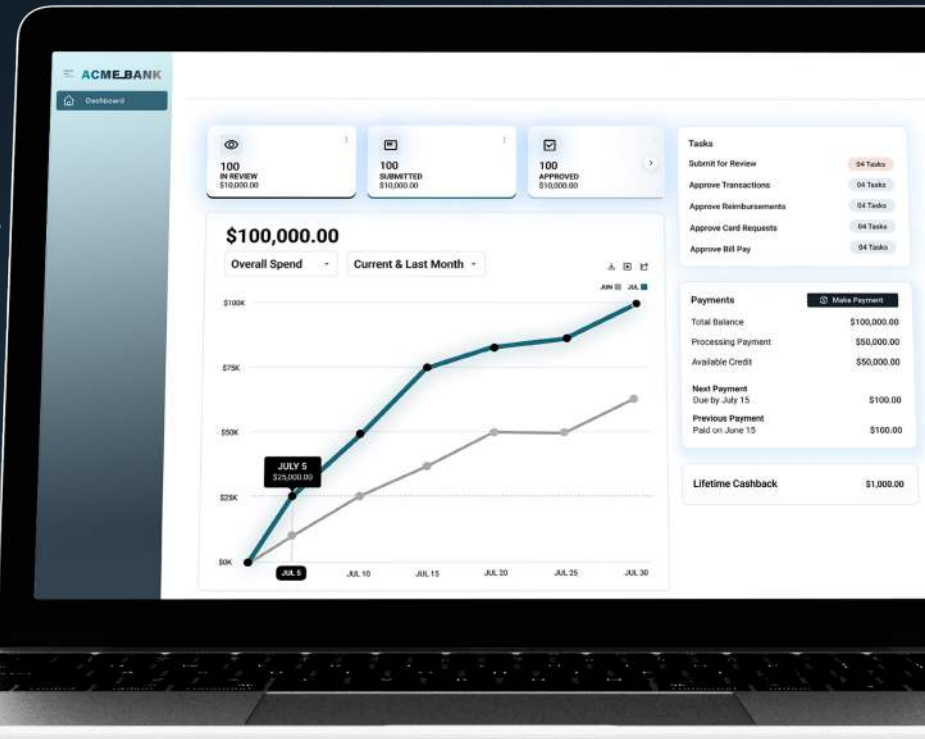 ACME BANK
Dashboard
100
IN REVIEW
$10,000.00
100
SUBMITTED
$10,000.00
100
APPROVED
$10,000.00
$100,000.00
Overall Spend
Current & Last Month
JUN JUL
$100K
$75K
$50K
$25K
$0K
JULY 5
$25,000.00
JUL 5 JUL 10 JUL 15 JUL 20 JUL 25 JUL 30
Tasks
Submit for Review 04 Tasks
Approve Transactions 04 Tasks
Approve Reimbursements 04 Tasks
Approve Card Requests 04 Tasks
Approve Bill Pay 04 Tasks
Payments Make Payment
Total Balance $100,000.00
Processing Payment $50,000.00
Available Credit $50,000.00
Next Payment
Due by July 15 $100.00
Previous Payment
Paid on June 15 $100.00
Lifetime Cashback $1,000.00